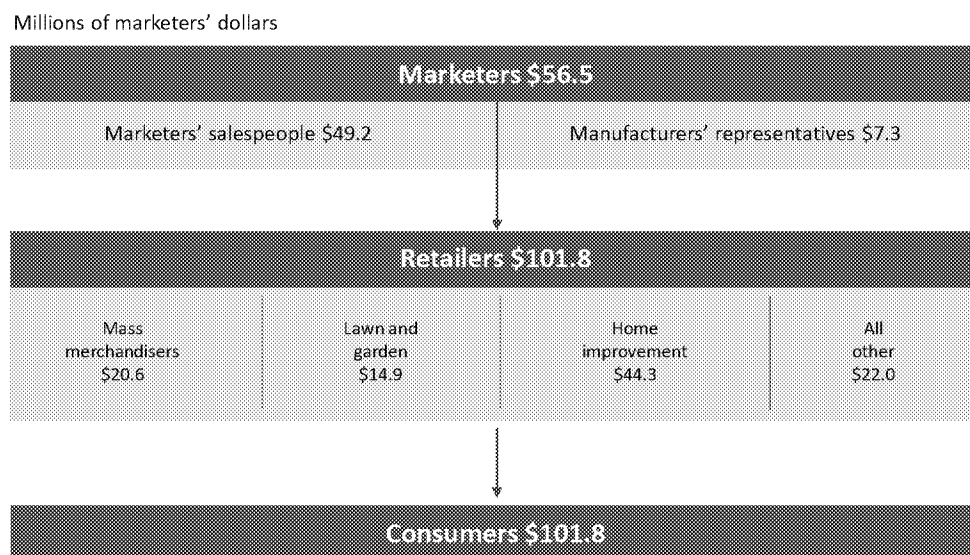 Millions of marketers' dollars
Marketers $56.5
Marketers' salespeople $49.2
Manufacturers' representatives $7.3
Retailers $101.8
Mass
merchandisers
$20.6
Lawn and
garden
$14.9
Home
improvement
$44.3
All
other
$22.0
Consumers $101.8